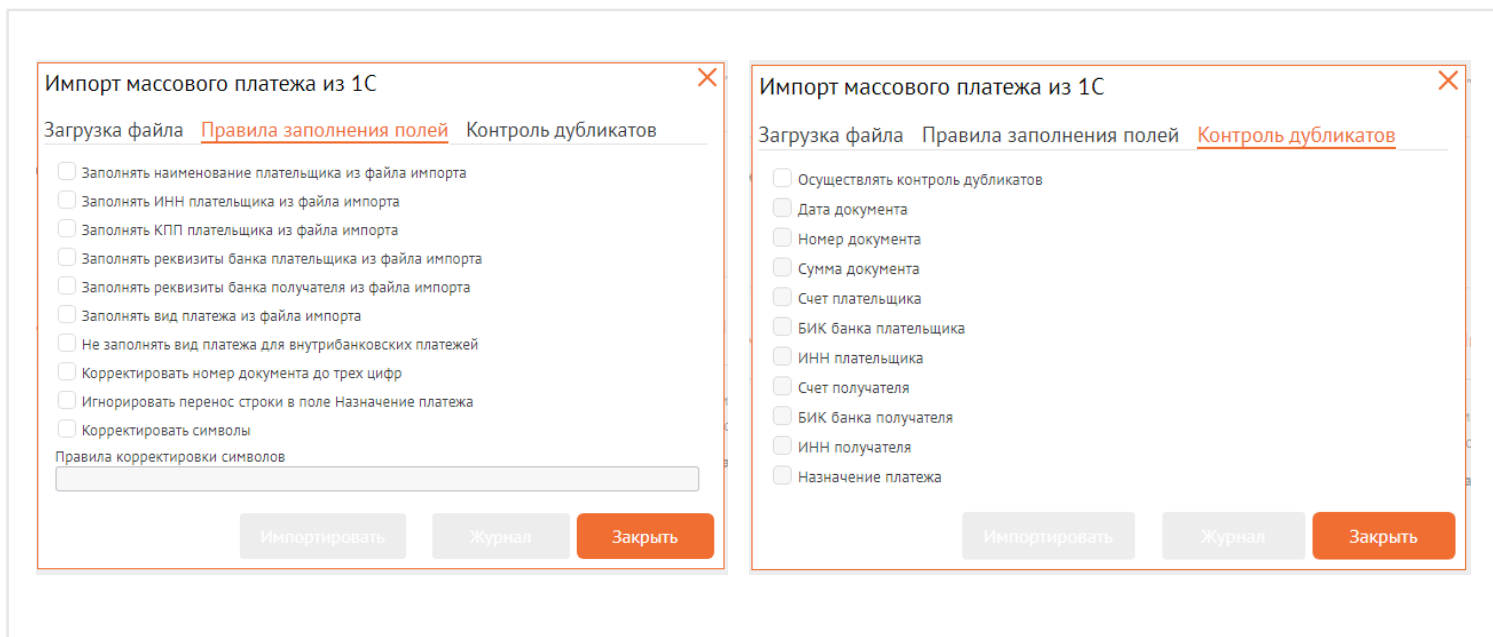 Импорт массового платежа из 1С
Загрузка файла Правила заполнения полей Контроль дубликатов
Заполнять наименование плательщика из файла импорта
Заполнять ИНН плательщика из файла импорта
Заполнять КПП плательщика из файла импорта
Заполнять реквизиты банка плательщика из файла импорта
Заполнять реквизиты банка получателя из файла импорта
Заполнять вид платежа из файла импорта
Не заполнять вид платежа для внутрибанковских платежей
Корректировать номер документа до трех цифр
Игнорировать перенос строки в поле Назначение платежа
Корректировать символы
Правила корректировки символов
Импортировать Журнал Закрыть
Импорт массового платежа из 1С
Загрузка файла Правила заполнения полей Контроль дубликатов
Осуществлять контроль дубликатов
Дата документа
Номер документа
Сумма документа
Счет плательщика
БИК банка плательщика
ИНН плательщика
Счет получателя
БИК банка получателя
ИНН получателя
Назначение платежа
Импортировать Журнал Закрыть